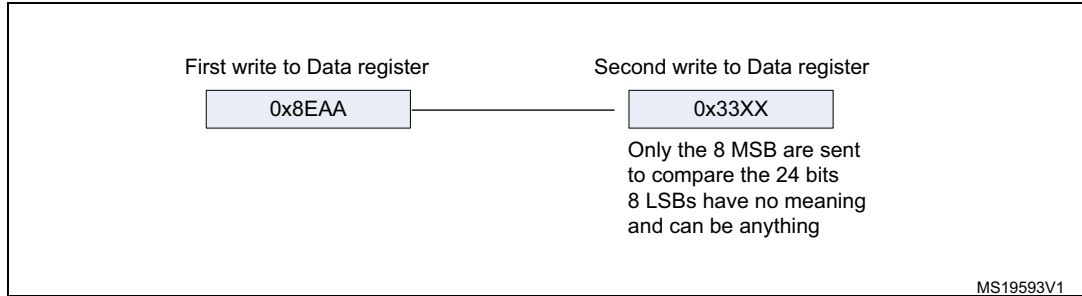 First write to Data register
Second write to Data register
0x8EAA
0x33XX
Only the 8 MSB are sent
to compare the 24 bits
8 LSBs have no meaning
and can be anything
MS19593V1